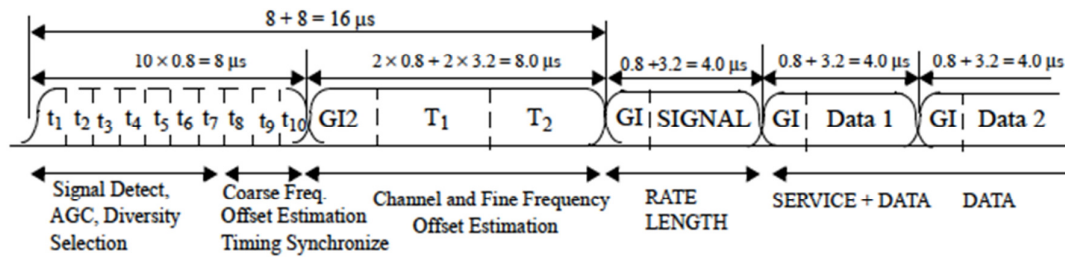 8 + 8 = 16 μs
10 × 0.8 = 8 μs
2 × 0.8 + 2 × 3.2 = 8.0 μs
0.8 +3.2 = 4.0 μs
0.8 + 3.2 = 4.0 μs
0.8 + 3.2 = 4.0 μs
t1 t2 t3 t4 t5 t6 t7 t8 t9 t10 GI2 T1 T2 GI SIGNAL GI Data 1 GI Data 2
Signal Detect,
AGC, Diversity
Selection
Coarse Freq.
Offset Estimation
Timing Synchronize
Channel and Fine Frequency
Offset Estimation
RATE
LENGTH
SERVICE + DATA
DATA